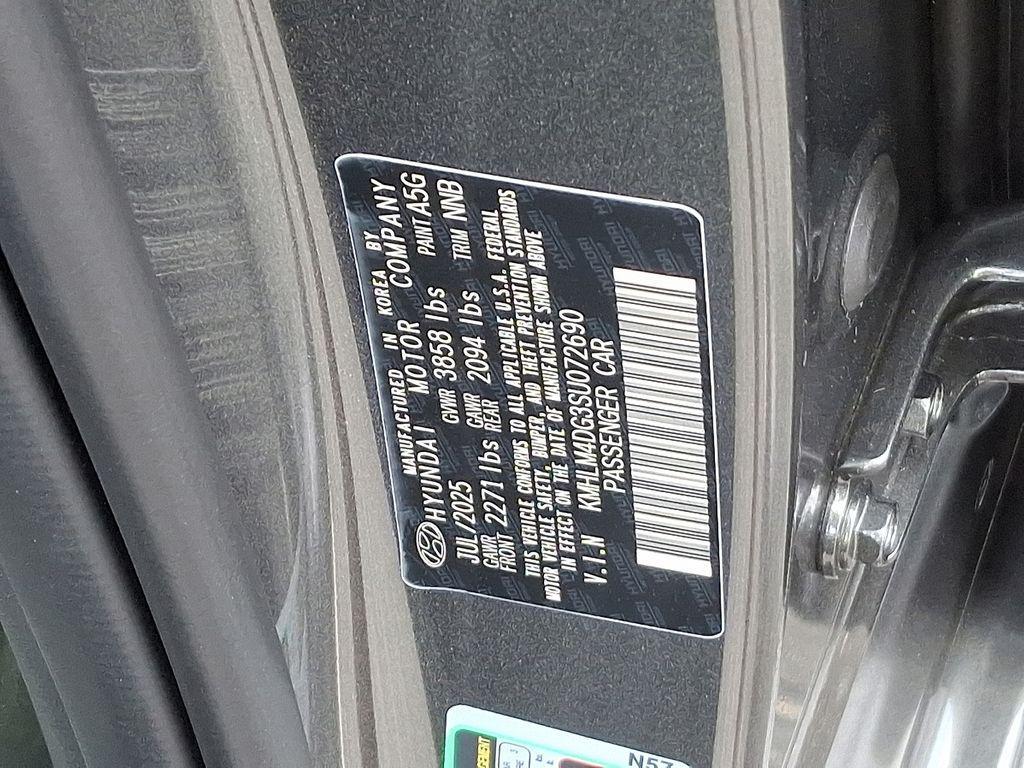 MANUFACTURED IN KOREA BY
HYUNDAI MOTOR COMPANY
JUL/2025 GVWR 3858 lbs PAINT A5G
GAWR FRONT 2271 lbs GAWR REAR 2094 lbs TRIM NNB
THIS VEHICLE CONFORMS TO ALL APPLICABLE U.S.A. FEDERAL
MOTOR VEHICLE SAFETY, BUMPER, AND THEFT PREVENTION STANDARDS
IN EFFECT ON THE DATE OF MANUFACTURE SHOWN ABOVE
V.I.N KMHLM4DG3SU072690
PASSENGER CAR
N57